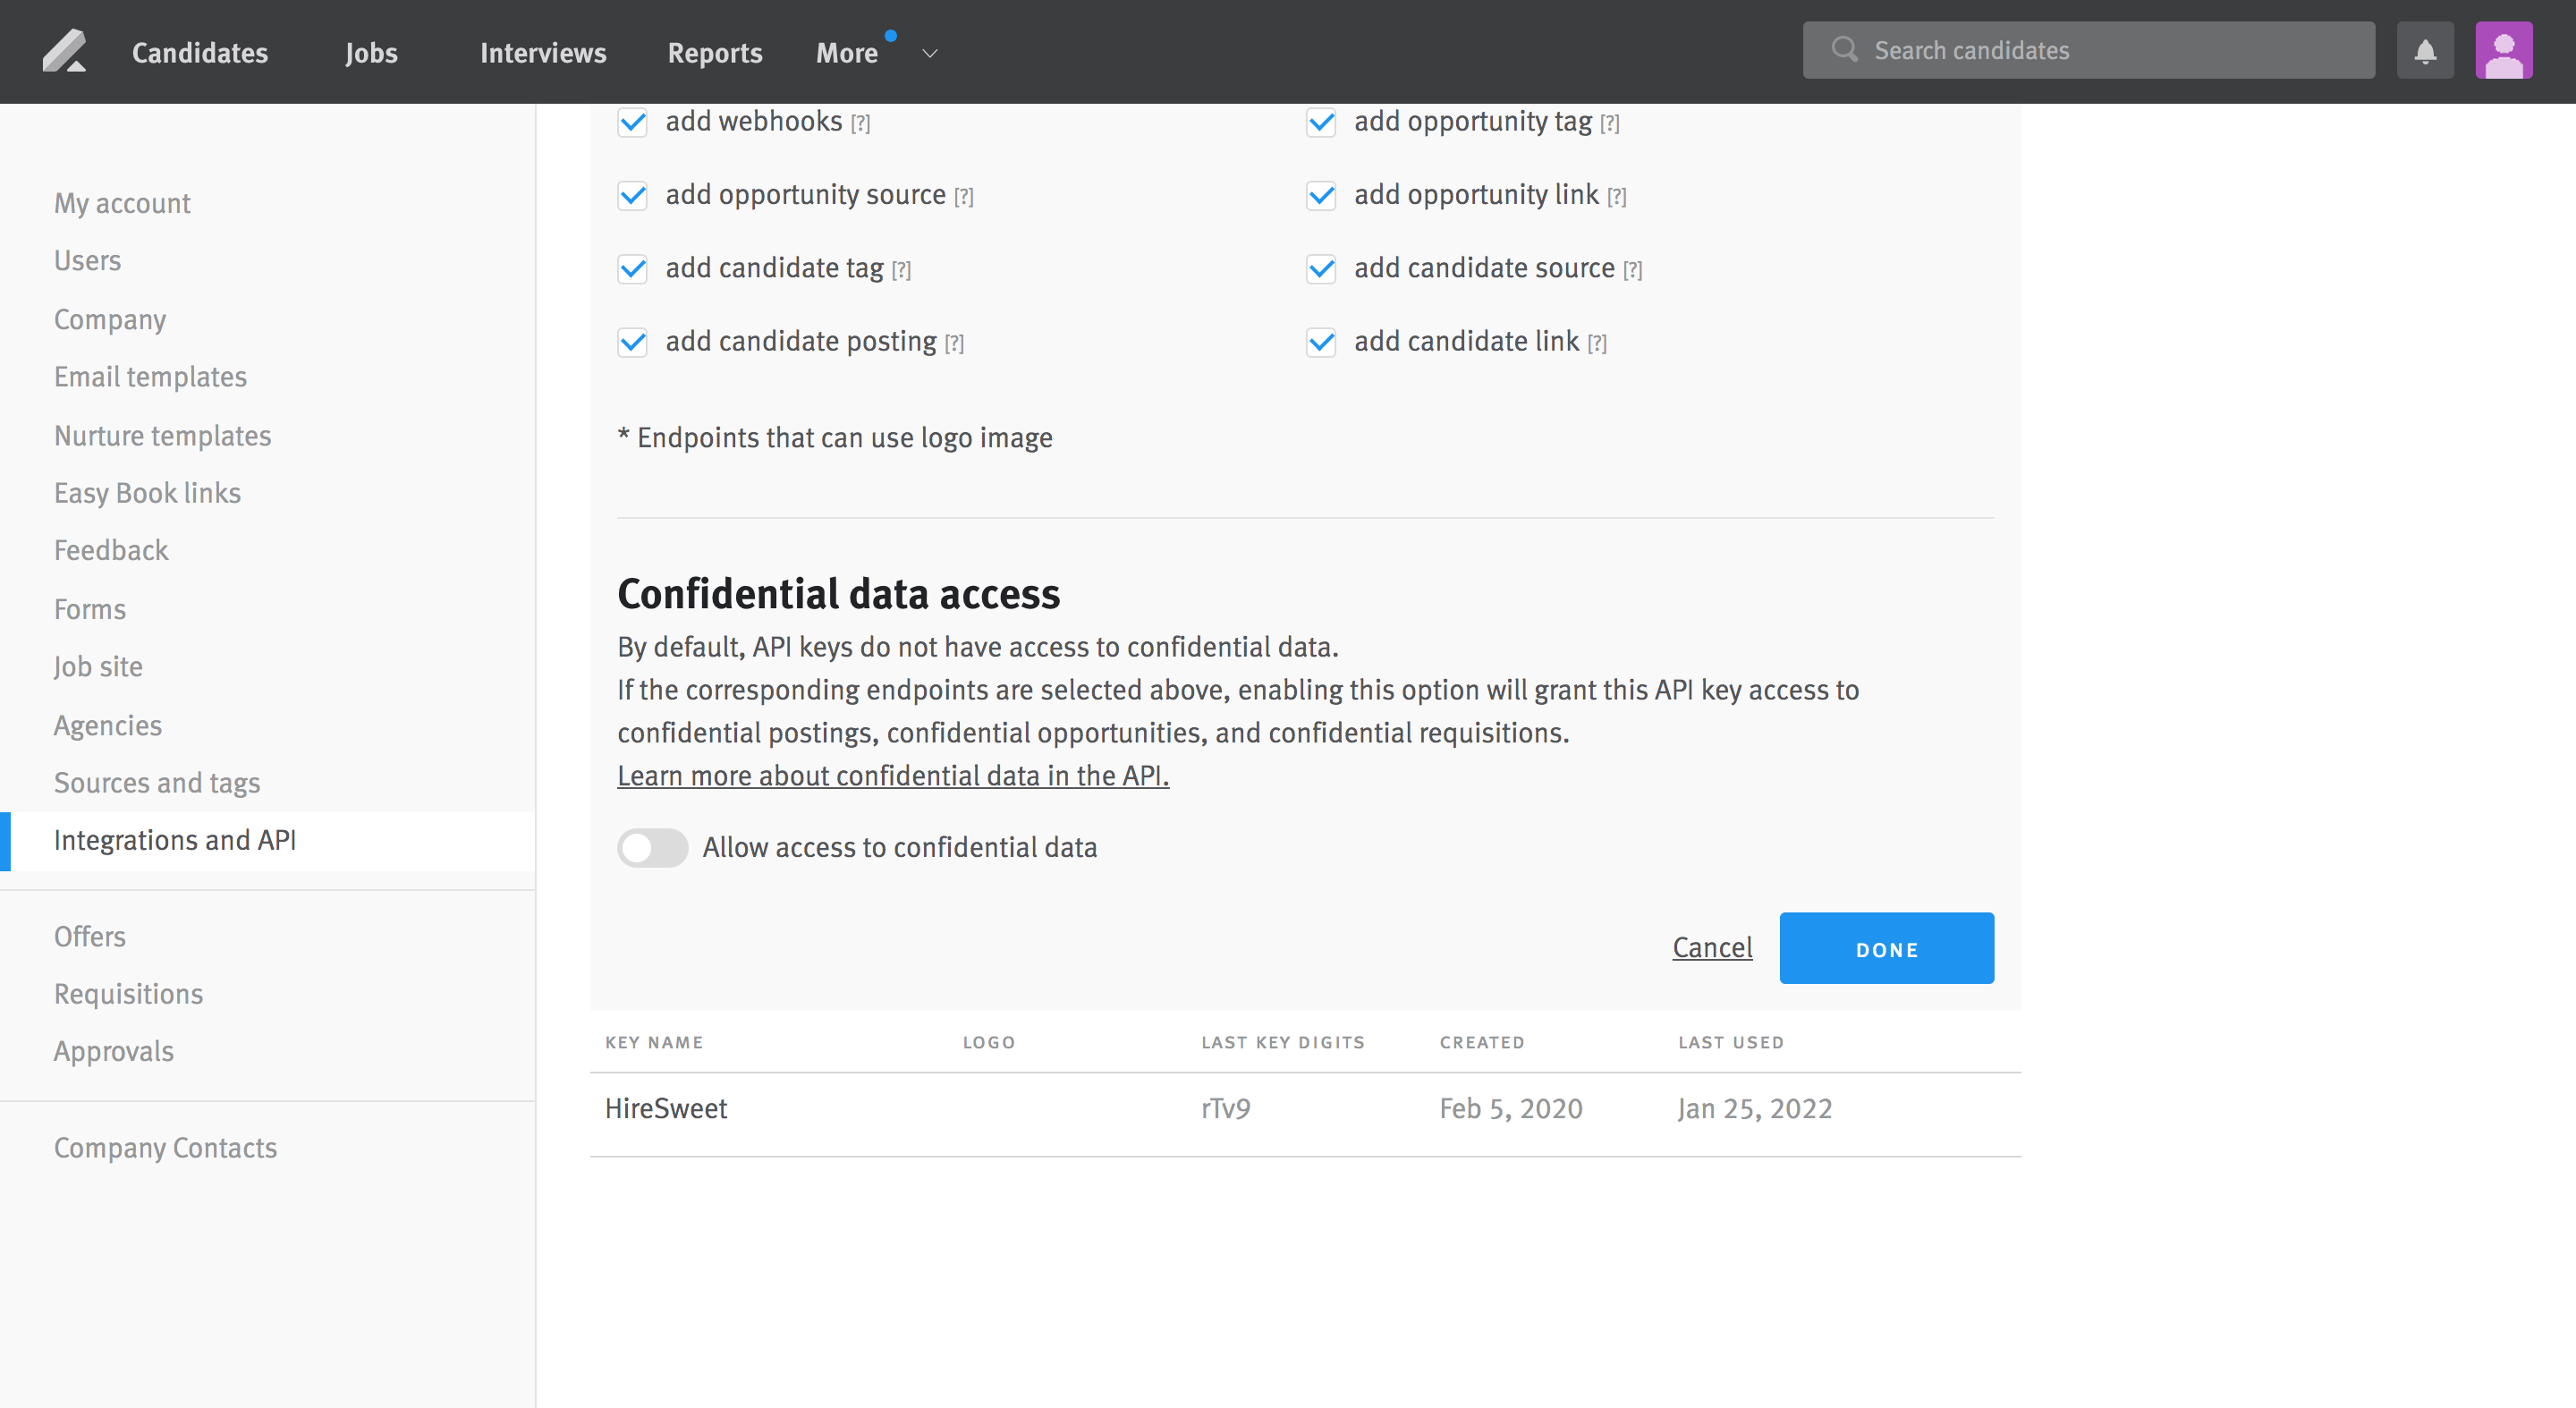 Candidates Jobs Interviews Reports More Search candidates
My account
Users
Company
Email templates
Nurture templates
Easy Book links
Feedback
Forms
Job site
Agencies
Sources and tags
Integrations and API
Offers
Requisitions
Approvals
Company Contacts
add webhooks [?] add opportunity tag [?]
add opportunity source [?] add opportunity link [?]
add candidate tag [?] add candidate source [?]
add candidate posting [?] add candidate link [?]
* Endpoints that can use logo image
Confidential data access
By default, API keys do not have access to confidential data.
If the corresponding endpoints are selected above, enabling this option will grant this API key access to
confidential postings, confidential opportunities, and confidential requisitions.
Learn more about confidential data in the API.
Allow access to confidential data
Cancel DONE
KEY NAME LOGO LAST KEY DIGITS CREATED LAST USED
HireSweet rTv9 Feb 5, 2020 Jan 25, 2022